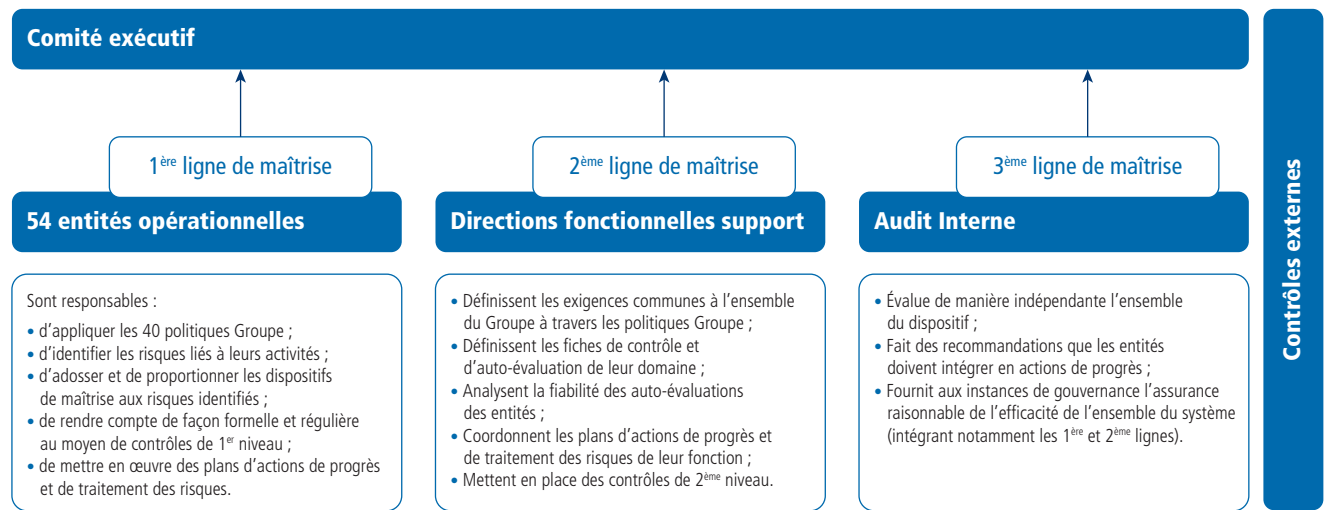 Comité exécutif
1ère ligne de maîtrise
54 entités opérationnelles
Sont responsables :
• d'appliquer les 40 politiques Groupe ;
• d'identifier les risques liés à leurs activités ;
• d'adosser et de proportionner les dispositifs
de maîtrise aux risques identifiés ;
• de rendre compte de façon formelle et régulière
au moyen de contrôles de 1er niveau ;
• de mettre en œuvre des plans d'actions de progrès
et de traitement des risques.
2ème ligne de maîtrise
Directions fonctionnelles support
• Définissent les exigences communes à l'ensemble
du Groupe à travers les politiques Groupe ;
• Définissent les fiches de contrôle et
d'auto-évaluation de leur domaine ;
• Analysent la fiabilité des auto-évaluations
des entités ;
• Coordonnent les plans d'actions de progrès et
de traitement des risques de leur fonction ;
• Mettent en place des contrôles de 2ème niveau.
3ème ligne de maîtrise
Audit Interne
• Évalue de manière indépendante l'ensemble
du dispositif ;
• Fait des recommandations que les entités
doivent intégrer en actions de progrès ;
• Fournit aux instances de gouvernance l'assurance
raisonnable de l'efficacité de l'ensemble du système
(intégrant notamment les 1ère et 2ème lignes).
Contrôles externes